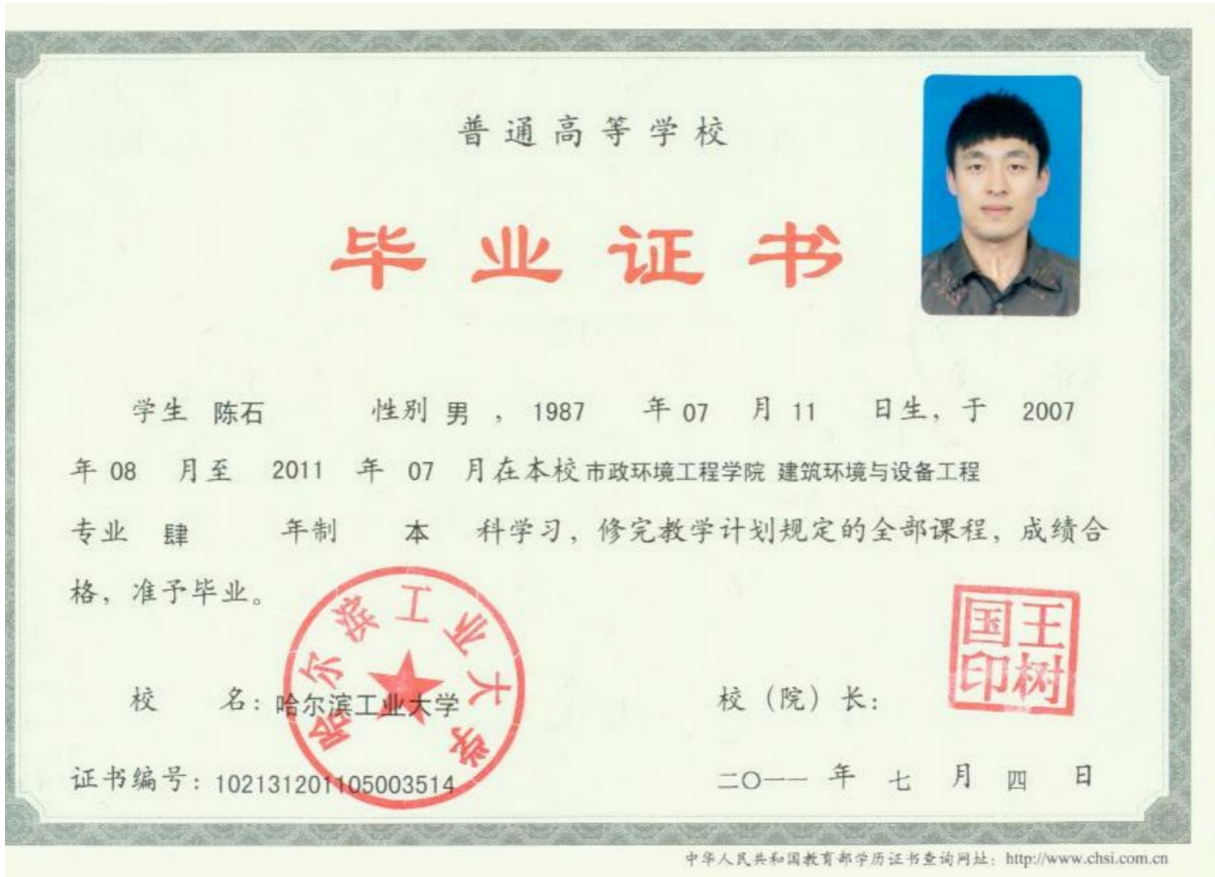 普通高等学校
毕业证书
学生 陈石 性别 男 ,1987 年 07 月 11 日生,于 2007
年 08 月至 2011 年 07 月在本校 市政环境工程学院 建筑环境与设备工程
专业 肆 年制 本 科学习,修完教学计划规定的全部课程,成绩合
格,准予毕业。
哈尔滨工业大学
王树国印
校 名:哈尔滨工业大学 校(院)长:
证书编号:102131201105003514 二〇一一 年 七 月 四 日
中华人民共和国教育部学历证书查询网址:http://www.chsi.com.cn